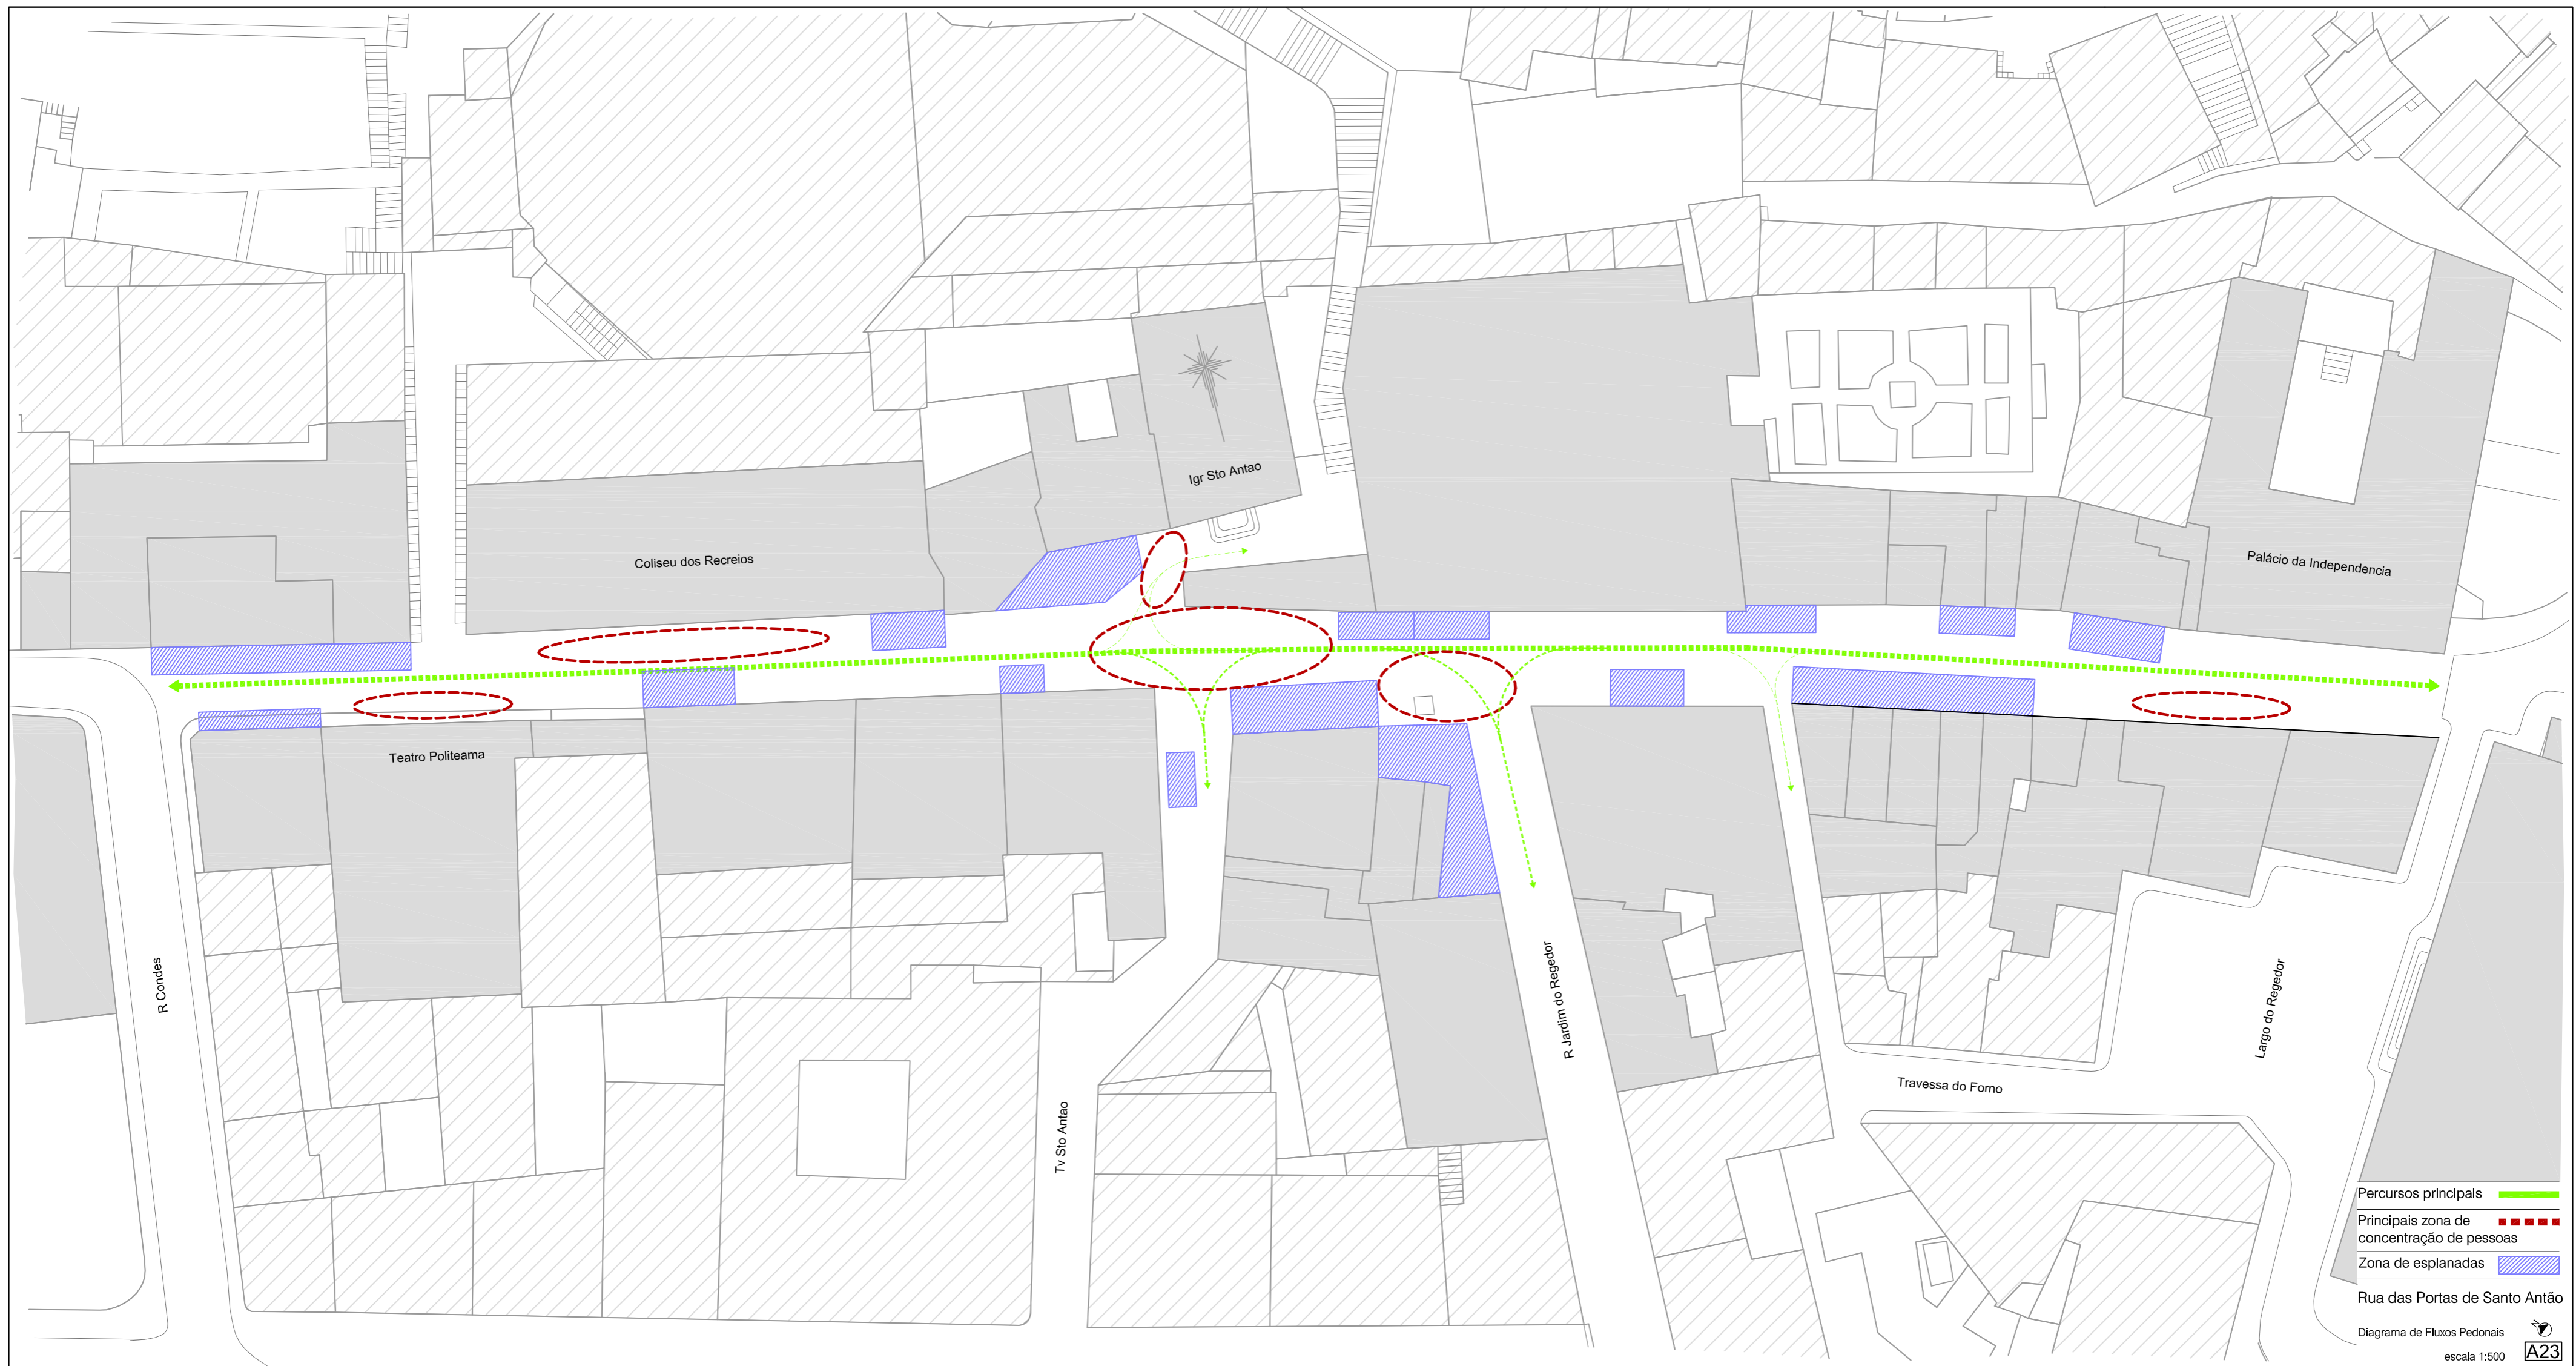 Igr Sto Antao
Coliseu dos Recreios
Palácio da Independencia
Teatro Politeama
R Condes
R Jardim do Regedor
Largo do Regedor
Travessa do Forno
Tv Sto Antao
Percursos principais
Principais zona de
concentração de pessoas
Zona de esplanadas
Rua das Portas de Santo Antão
Diagrama de Fluxos Pedonais
N
escala 1:500
A23